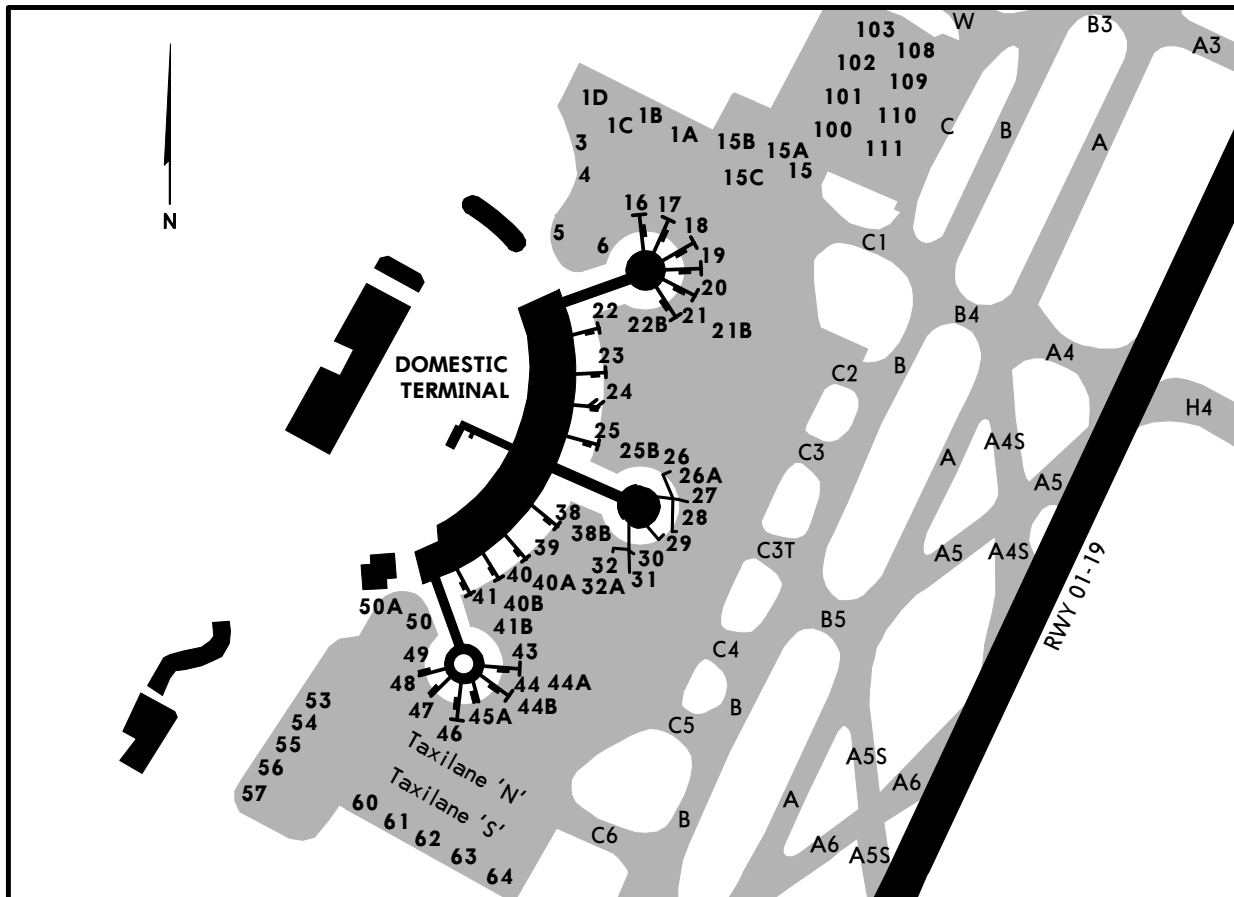 W
B3
A3
103
108
102
109
101
110
100
111
C
B
A
1D
1C
1B
1A
15B
15A
15
15C
3
4
5
6
N
16
17
18
19
20
21
21B
22B
22
23
24
25
25B
26
26A
27
28
29
30
31
32
32A
38
38B
39
40
40A
40B
41
41B
DOMESTIC
TERMINAL
C1
B4
A4
C2
B
H4
C3
A
A4S
A5
C3T
A5
A4S
RWY 01-19
B5
C4
B
C5
50A
50
49
48
47
46
45A
43
44
44A
44B
53
54
55
56
57
Taxilane 'N'
Taxilane 'S'
60
61
62
63
64
C6
B
A
A5S
A6
A6
A5S